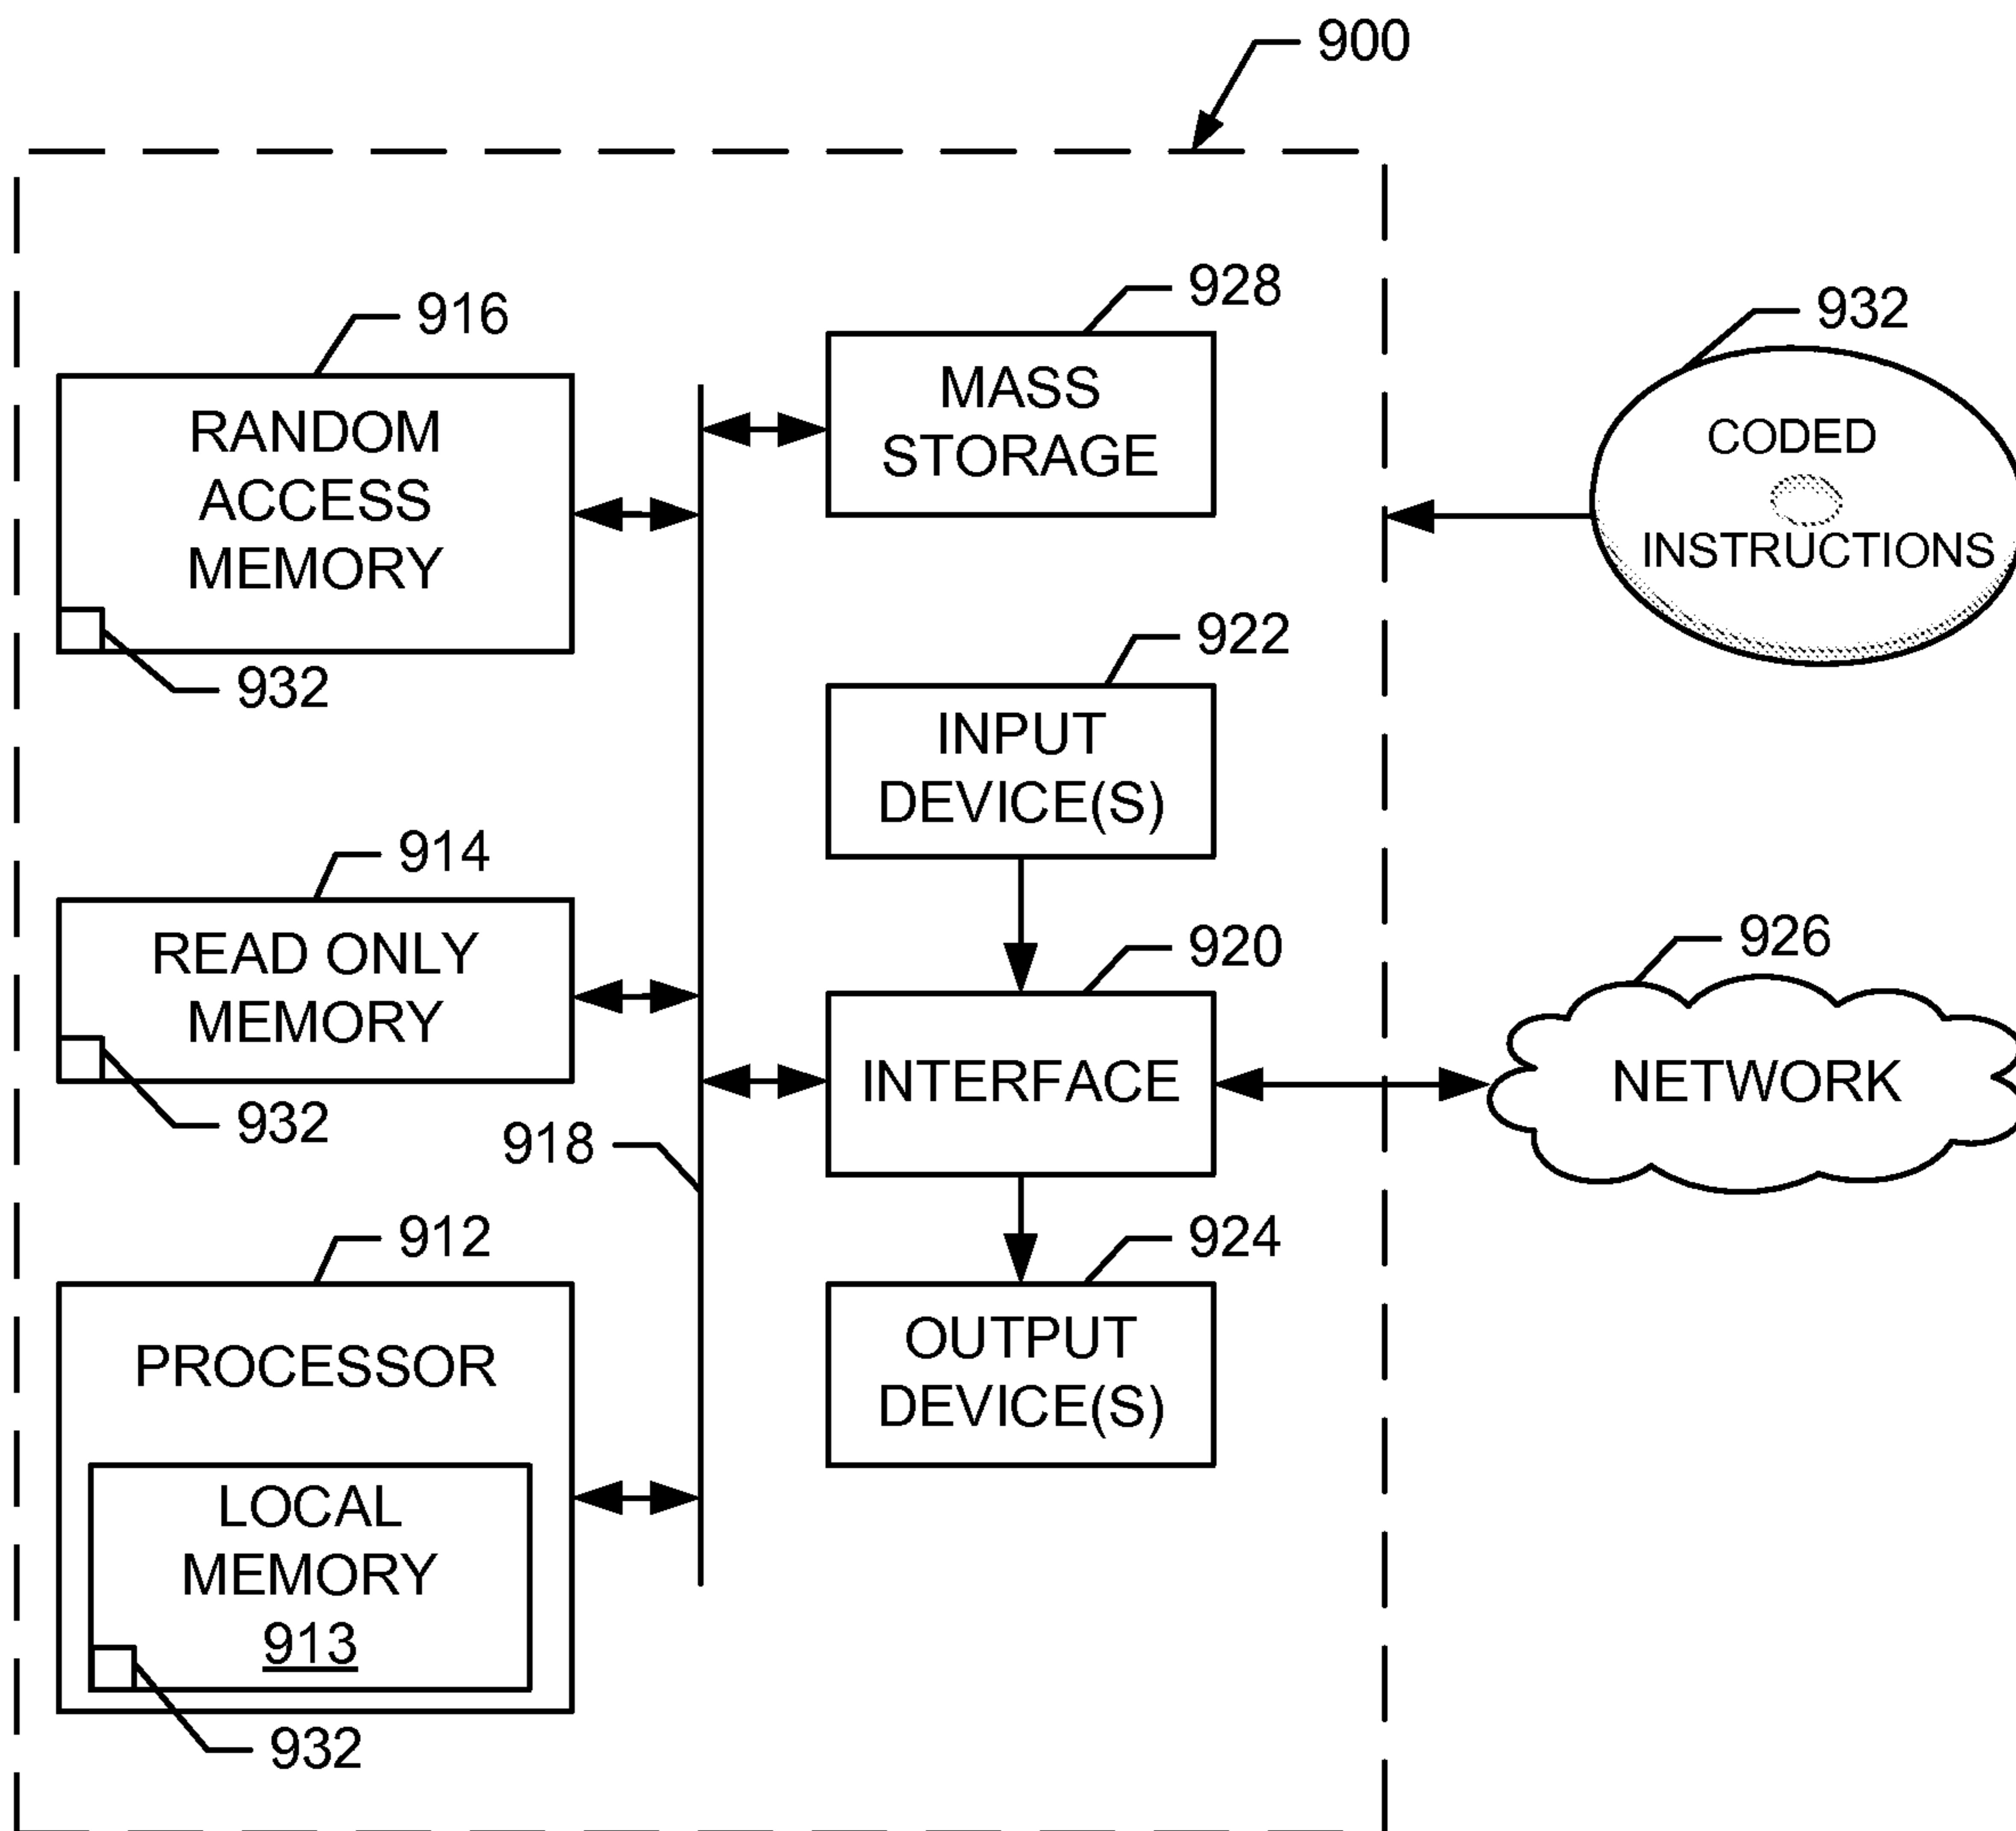 900
916
RANDOM
ACCESS
MEMORY
932
928
MASS
STORAGE
932
CODED
INSTRUCTIONS
922
INPUT
DEVICE(S)
914
READ ONLY
MEMORY
932
918
920
INTERFACE
926
NETWORK
912
PROCESSOR
LOCAL
MEMORY
913
932
924
OUTPUT
DEVICE(S)